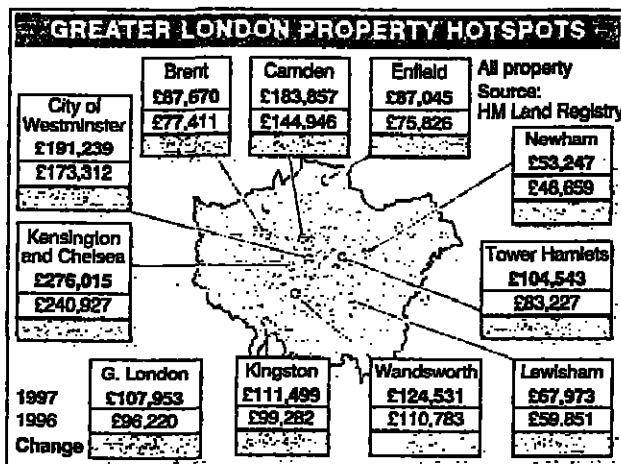 GREATER LONDON PROPERTY HOTSPOTS
Brent
£87,670
£77,411
Camden
£183,857
£144,946
Enfield
£87,045
£75,826
All property
Source:
HM Land Registry
City of
Westminster
£191,239
£173,312
Newham
£53,247
£46,659
Kensington
and Chelsea
£276,015
£240,927
Tower Hamlets
£104,543
£83,227
1997
1996
Change
G. London
£107,953
£96,220
Kingston
£111,499
£99,282
Wandsworth
£124,531
£110,783
Lewisham
£67,973
£59,851